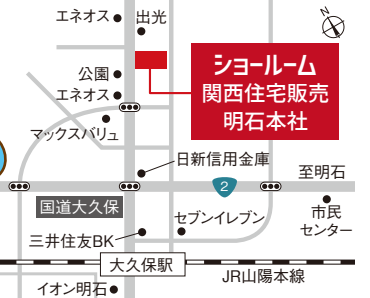 エネオス
出光
N
ショールーム
関西住宅販売
明石本社
公園
エネオス
マックスバリュ
日新信用金庫
至明石
2
国道大久保
セブンイレブン
市民
センター
三井住友BK
大久保駅
JR山陽本線
イオン明石